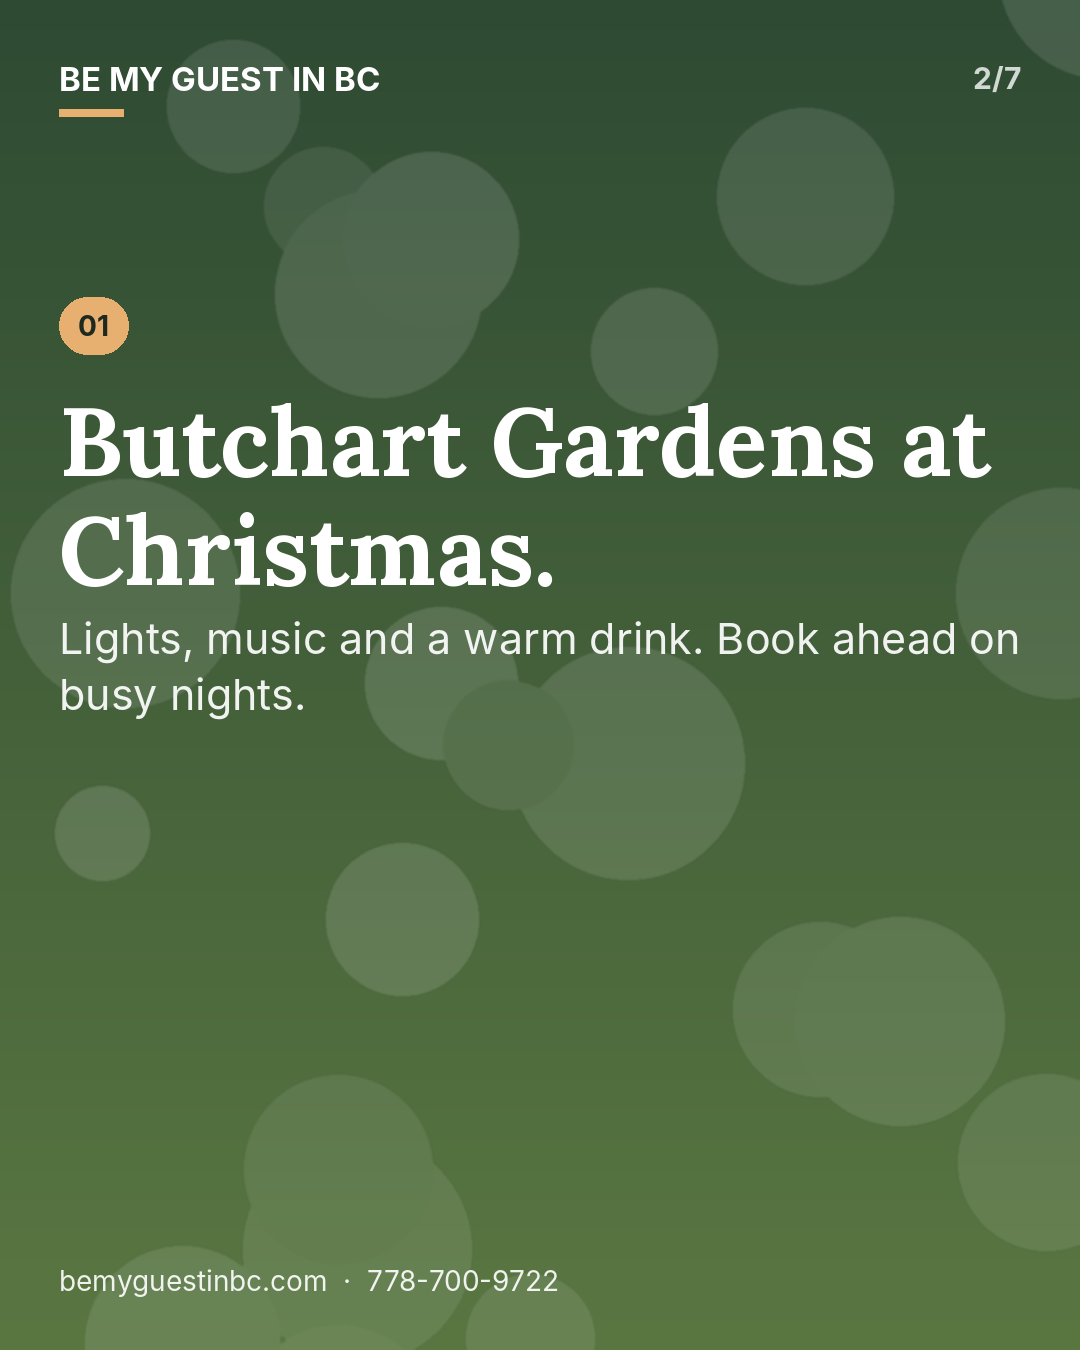 BE MY GUEST IN BC
2/7
01
Butchart Gardens at
Christmas.
Lights, music and a warm drink. Book ahead on
busy nights.
bemyguestinbc.com · 778-700-9722